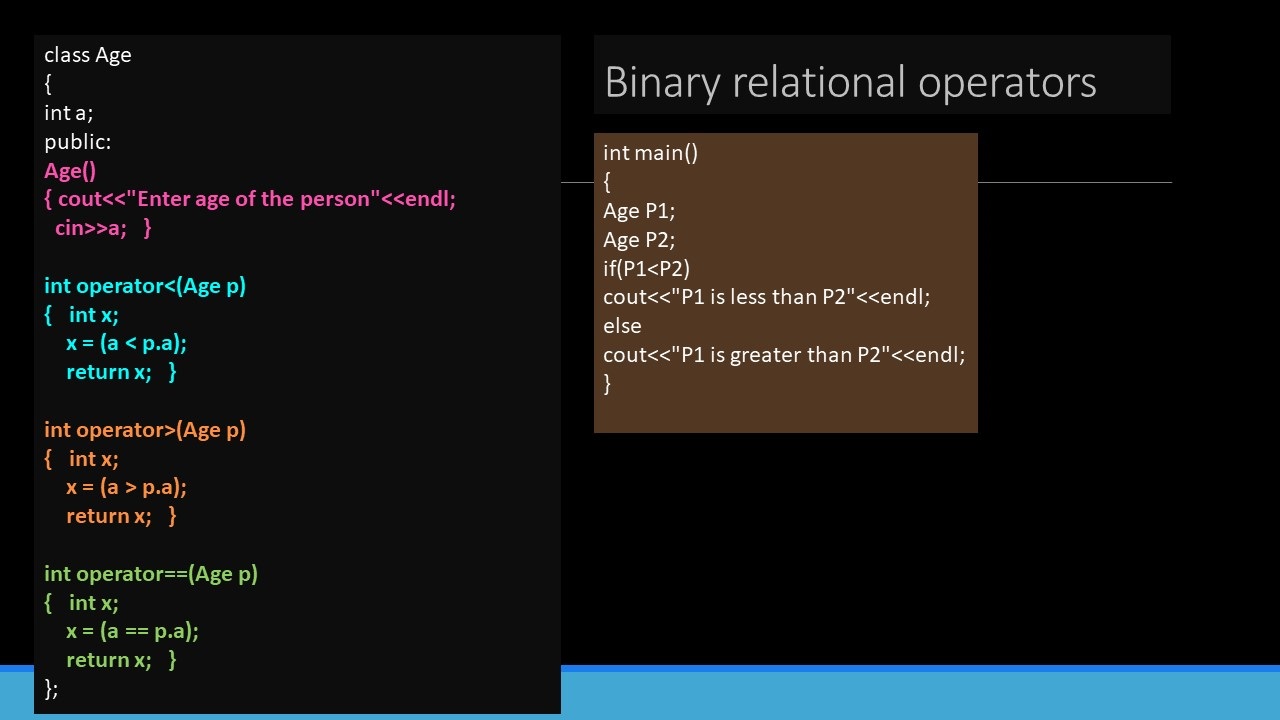 class Age
{
int a;
public:
Age()
{ cout<<"Enter age of the person"<<endl;
cin>>a; }
int operator<(Age p)
{ int x;
x = (a < p.a);
return x; }
int operator>(Age p)
{ int x;
x = (a > p.a);
return x; }
int operator==(Age p)
{ int x;
x = (a == p.a);
return x; }
};
Binary relational operators
int main()
{
Age P1;
Age P2;
if(P1<P2)
cout<<"P1 is less than P2"<<endl;
else
cout<<"P1 is greater than P2"<<endl;
}